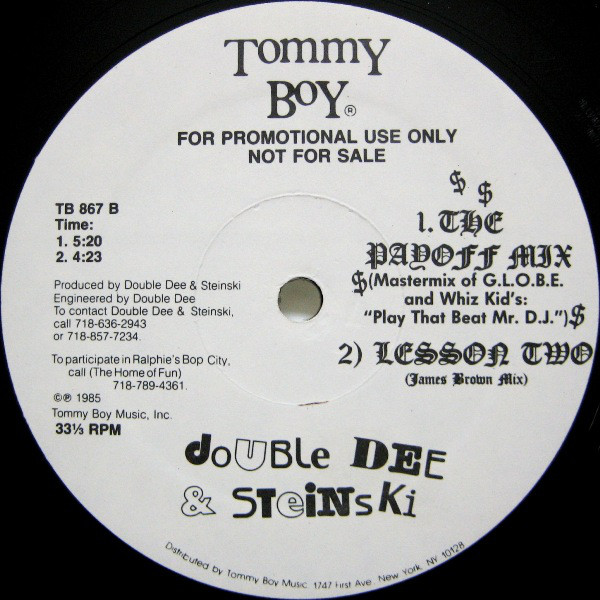 Tommy
Boy®
FOR PROMOTIONAL USE ONLY
NOT FOR SALE
TB 867 B
Time:
1. 5:20
2. 4:23
Produced by Double Dee & Steinski
Engineered by Double Dee
To contact Double Dee & Steinski,
call 718-636-2943
or 718-857-7234.
To participate in Ralphie's Bop City,
call (The Home of Fun)
718-789-4361.
©℗ 1985
Tommy Boy Music, Inc.
33⅓ RPM
$ $
1. THE
PAYOFF MIX
$(Mastermix of G.L.O.B.E.
and Whiz Kid's:
"Play That Beat Mr. D.J.")$
2) LESSON TWO
(James Brown Mix)
doUBLe DEE
& STeiNsKi
Distributed by Tommy Boy Music. 1747 First Ave. New York, NY 10128